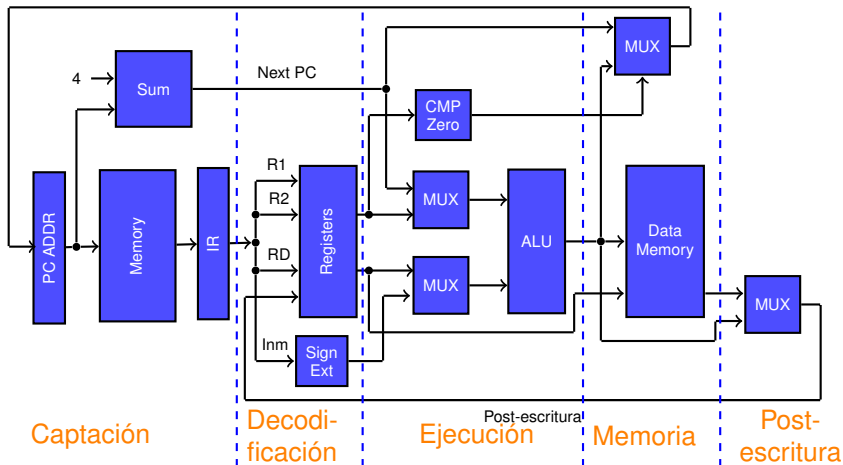 MUX
4
Sum
Next PC
CMP
Zero
R1
R2
RD
Inm
PC ADDR
Memory
IR
Registers
Sign
Ext
MUX
MUX
ALU
Data
Memory
MUX
Post-escritura
Captación
Decodi-
ficación
Ejecución
Memoria
Post-
escritura